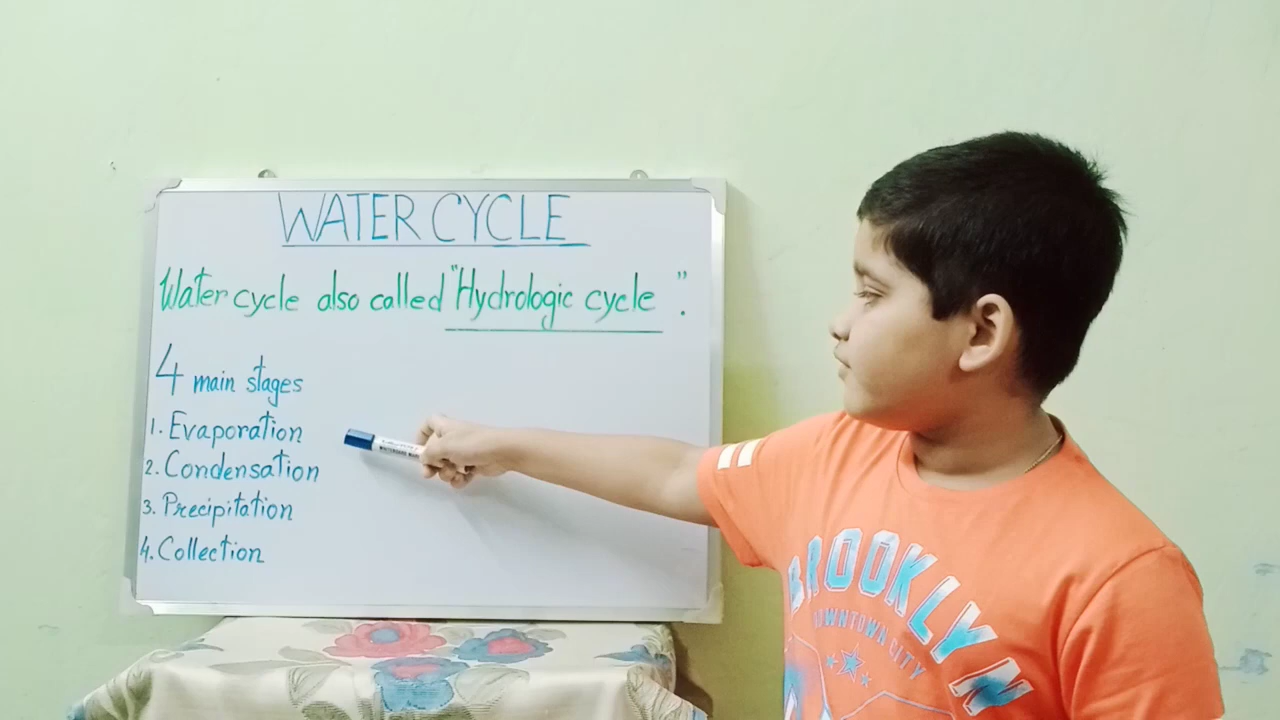 WATER CYCLE
Water cycle also called "Hydrologic cycle".
4 main stages
1. Evaporation
2. Condensation
3. Precipitation
4. Collection
BROOKLYN
DOWNTOWN CITY